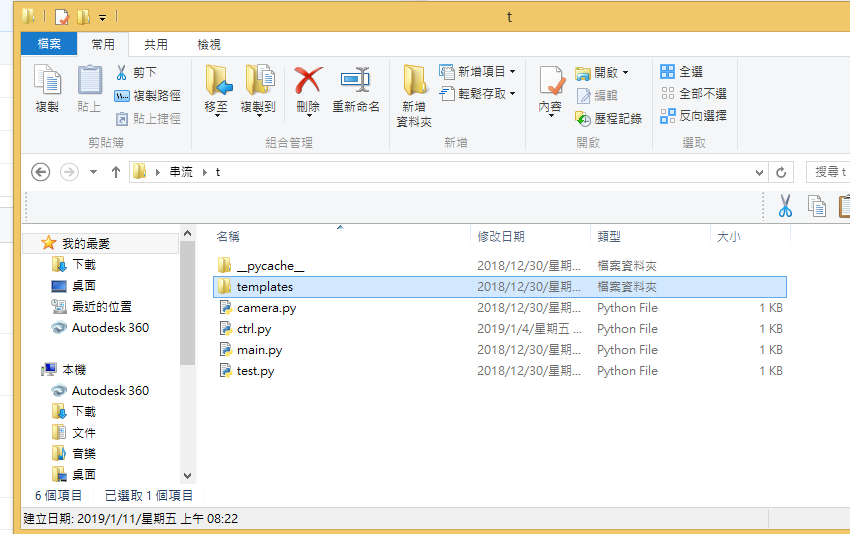 t
檔案 常用 共用 檢視
複製 貼上 剪下 複製路徑 貼上捷徑
移至 複製到 刪除 重新命名
新增資料夾 新增項目 輕鬆存取
內容 開啟 編輯 歷程記錄
全選 全部不選 反向選擇
剪貼簿 組合管理 新增 開啟 選取
串流 t 搜尋 t
我的最愛
下載
桌面
最近的位置
Autodesk 360
本機
Autodesk 360
下載
文件
音樂
桌面
名稱 修改日期 類型 大小
__pycache__ 2018/12/30/星期... 檔案資料夾
templates 2018/12/30/星期... 檔案資料夾
camera.py 2018/12/30/星期... Python File 1 KB
ctrl.py 2019/1/4/星期五 ... Python File 1 KB
main.py 2018/12/30/星期... Python File 1 KB
test.py 2018/12/30/星期... Python File 1 KB
6 個項目 已選取 1 個項目
建立日期: 2019/1/11/星期五 上午 08:22